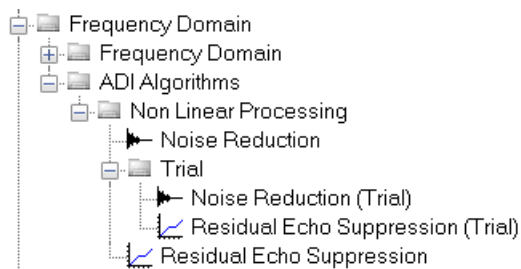 Frequency Domain
Frequency Domain
ADI Algorithms
Non Linear Processing
Noise Reduction
Trial
Noise Reduction (Trial)
Residual Echo Suppression (Trial)
Residual Echo Suppression